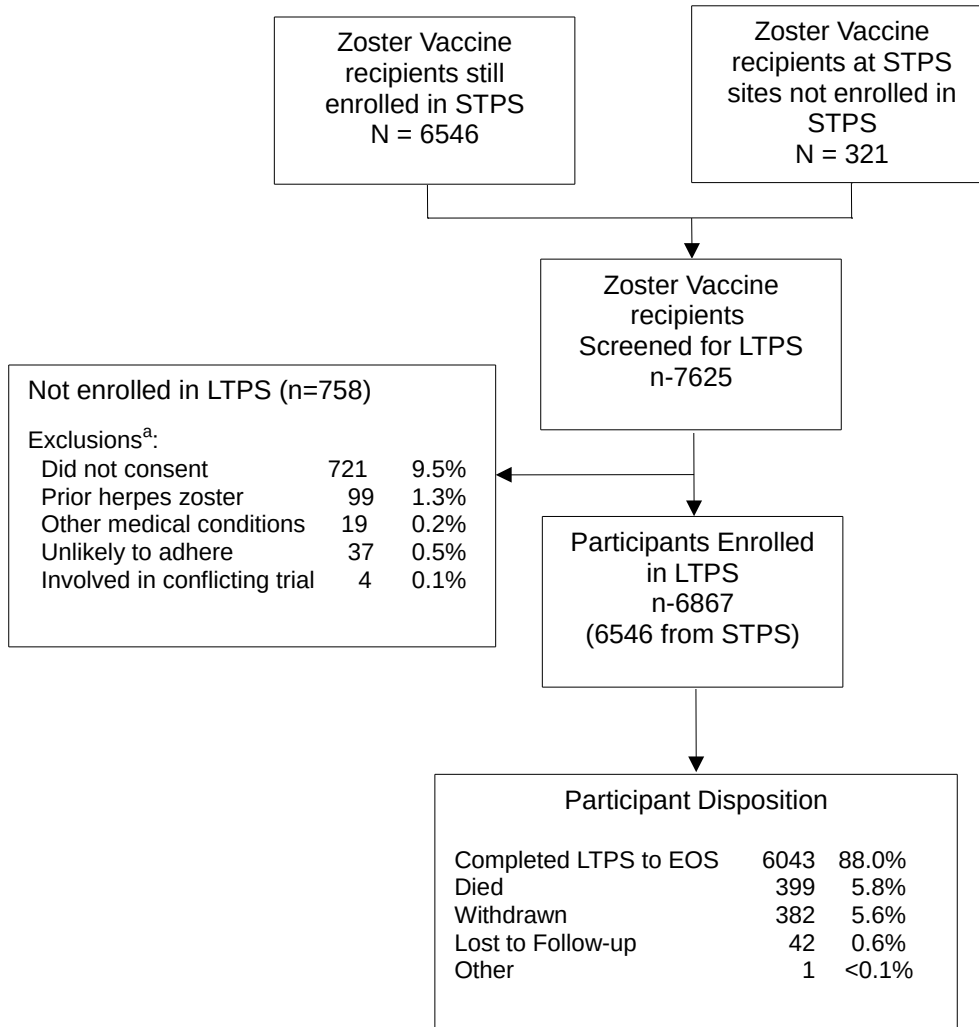 Zoster Vaccine
recipients still
enrolled in STPS
N = 6546
Zoster Vaccine
recipients at STPS
sites not enrolled in
STPS
N = 321
Zoster Vaccine
recipients
Screened for LTPS
n-7625
Not enrolled in LTPS (n=758)
Exclusionsa:
Did not consent 721 9.5%
Prior herpes zoster 99 1.3%
Other medical conditions 19 0.2%
Unlikely to adhere 37 0.5%
Involved in conflicting trial 4 0.1%
Participants Enrolled
in LTPS
n-6867
(6546 from STPS)
Participant Disposition
Completed LTPS to EOS 6043 88.0%
Died 399 5.8%
Withdrawn 382 5.6%
Lost to Follow-up 42 0.6%
Other 1 <0.1%